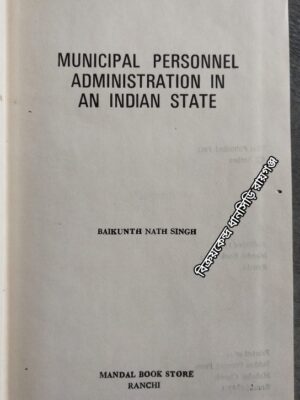 MUNICIPAL PERSONNEL
ADMINISTRATION IN
AN INDIAN STATE
BAIKUNTH NATH SINGH
MANDAL BOOK STORE
RANCHI